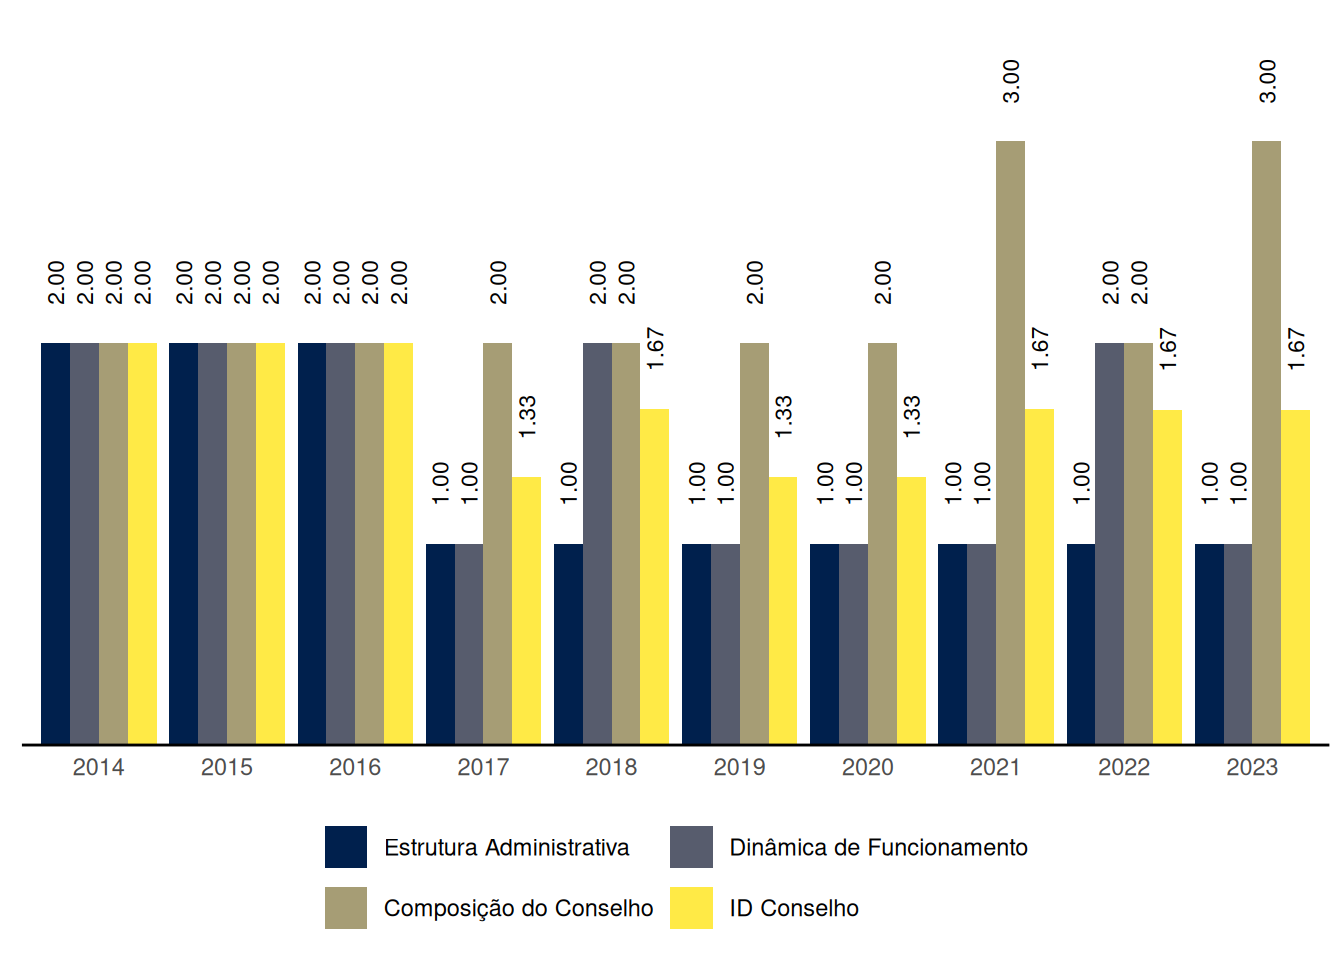 3.00 3.00
2.00 2.00 2.00 2.00 2.00 2.00 2.00 2.00 2.00 2.00 2.00 2.00 2.00 2.00 2.00 2.00 2.00 2.00 2.00
1.67 1.67 1.67 1.67
1.33 1.33 1.33
1.00 1.00 1.00 1.00 1.00 1.00 1.00 1.00 1.00 1.00 1.00 1.00
2014 2015 2016 2017 2018 2019 2020 2021 2022 2023
Estrutura Administrativa Dinâmica de Funcionamento
Composição do Conselho ID Conselho